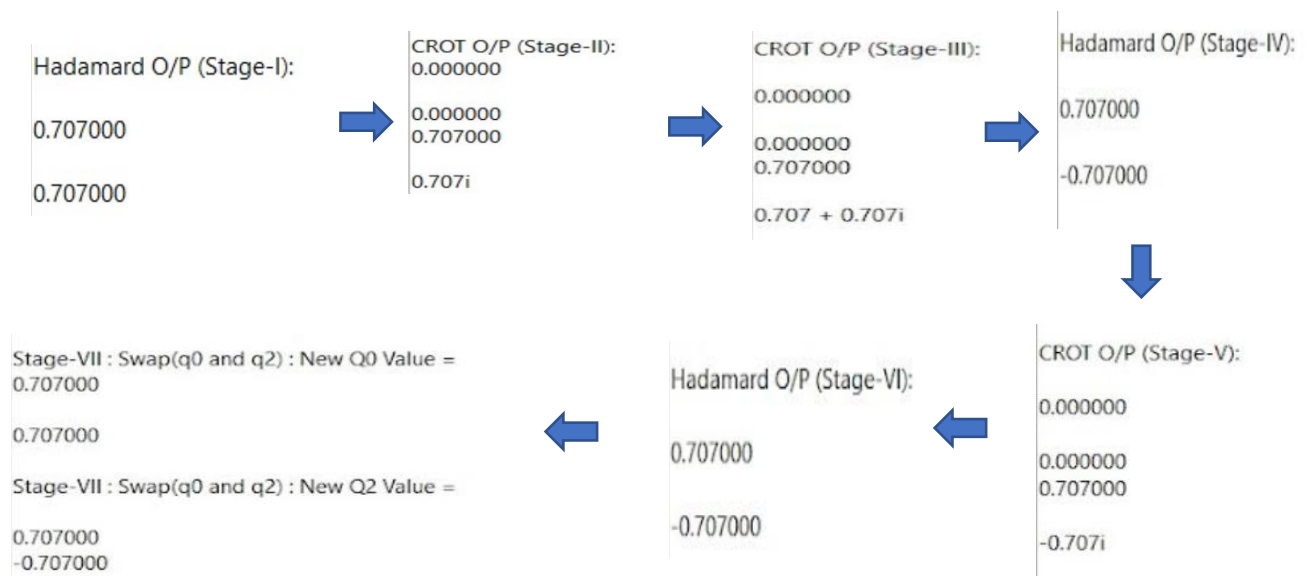 Hadamard O/P (Stage-I):
0.707000
0.707000
CROT O/P (Stage-II):
0.000000
0.000000
0.707000
0.707i
CROT O/P (Stage-III):
0.000000
0.000000
0.707000
0.707 + 0.707i
Hadamard O/P (Stage-IV):
0.707000
-0.707000
CROT O/P (Stage-V):
0.000000
0.000000
0.707000
-0.707i
Hadamard O/P (Stage-VI):
0.707000
-0.707000
Stage-VII : Swap(q0 and q2) : New Q0 Value =
0.707000
0.707000
Stage-VII : Swap(q0 and q2) : New Q2 Value =
0.707000
-0.707000